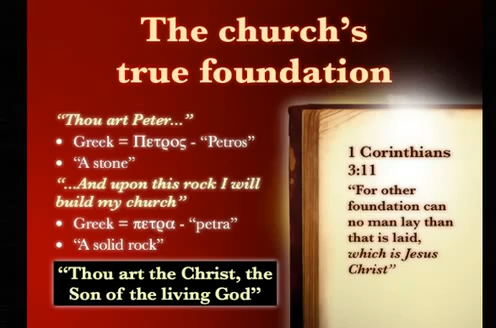 The church’s
true foundation
“Thou art Peter...”
• Greek = Πετρος - “Petros”
• “A stone”
“...And upon this rock I will
build my church”
• Greek = πετρα - “petra”
• “A solid rock”
“Thou art the Christ, the
Son of the living God”
1 Corinthians
3:11
“For other
foundation can
no man lay than
that is laid,
which is Jesus
Christ”